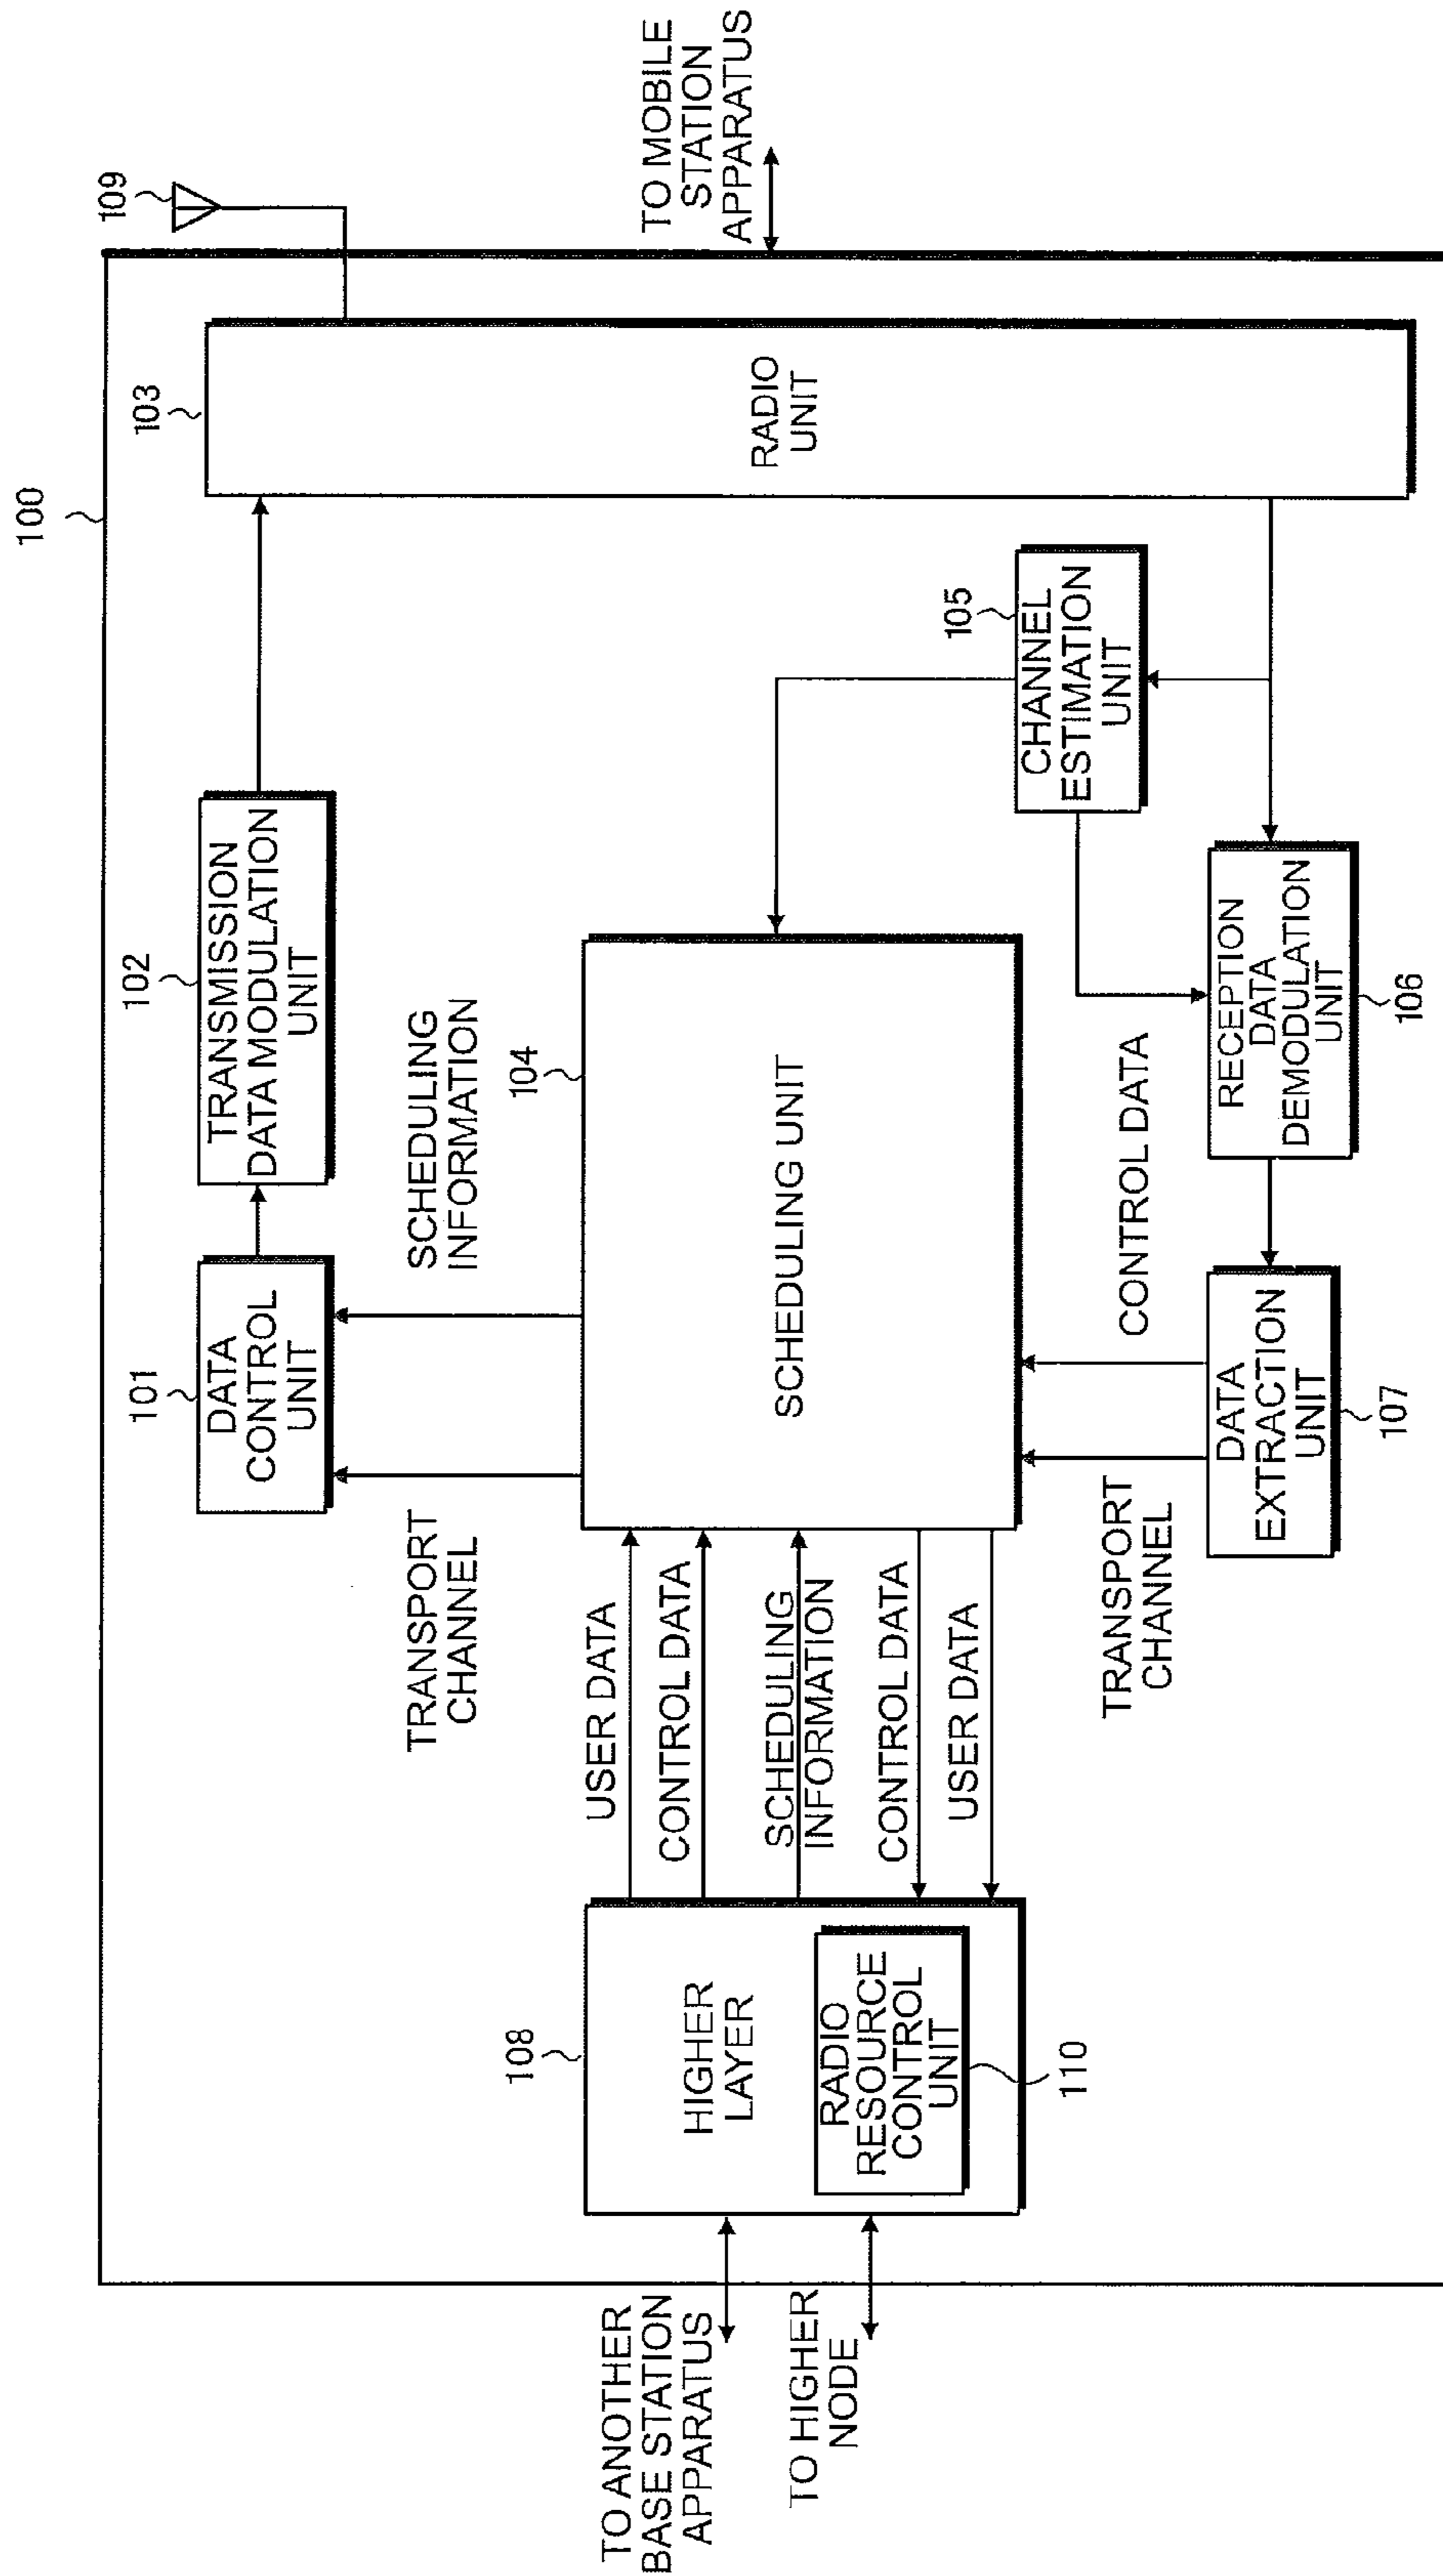 100
109
101
DATA
CONTROL
UNIT
102
TRANSMISSION
DATA MODULATION
UNIT
103
RADIO
UNIT
TO MOBILE
STATION
APPARATUS
TRANSPORT
CHANNEL
SCHEDULING
INFORMATION
104
SCHEDULING UNIT
105
CHANNEL
ESTIMATION
UNIT
USER DATA
CONTROL DATA
SCHEDULING
INFORMATION
CONTROL DATA
USER DATA
108
HIGHER
LAYER
RADIO
RESOURCE
CONTROL
UNIT
110
TO ANOTHER
BASE STATION
APPARATUS
TO HIGHER
NODE
TRANSPORT
CHANNEL
CONTROL DATA
DATA
EXTRACTION
UNIT
107
RECEPTION
DATA
DEMODULATION
UNIT
106